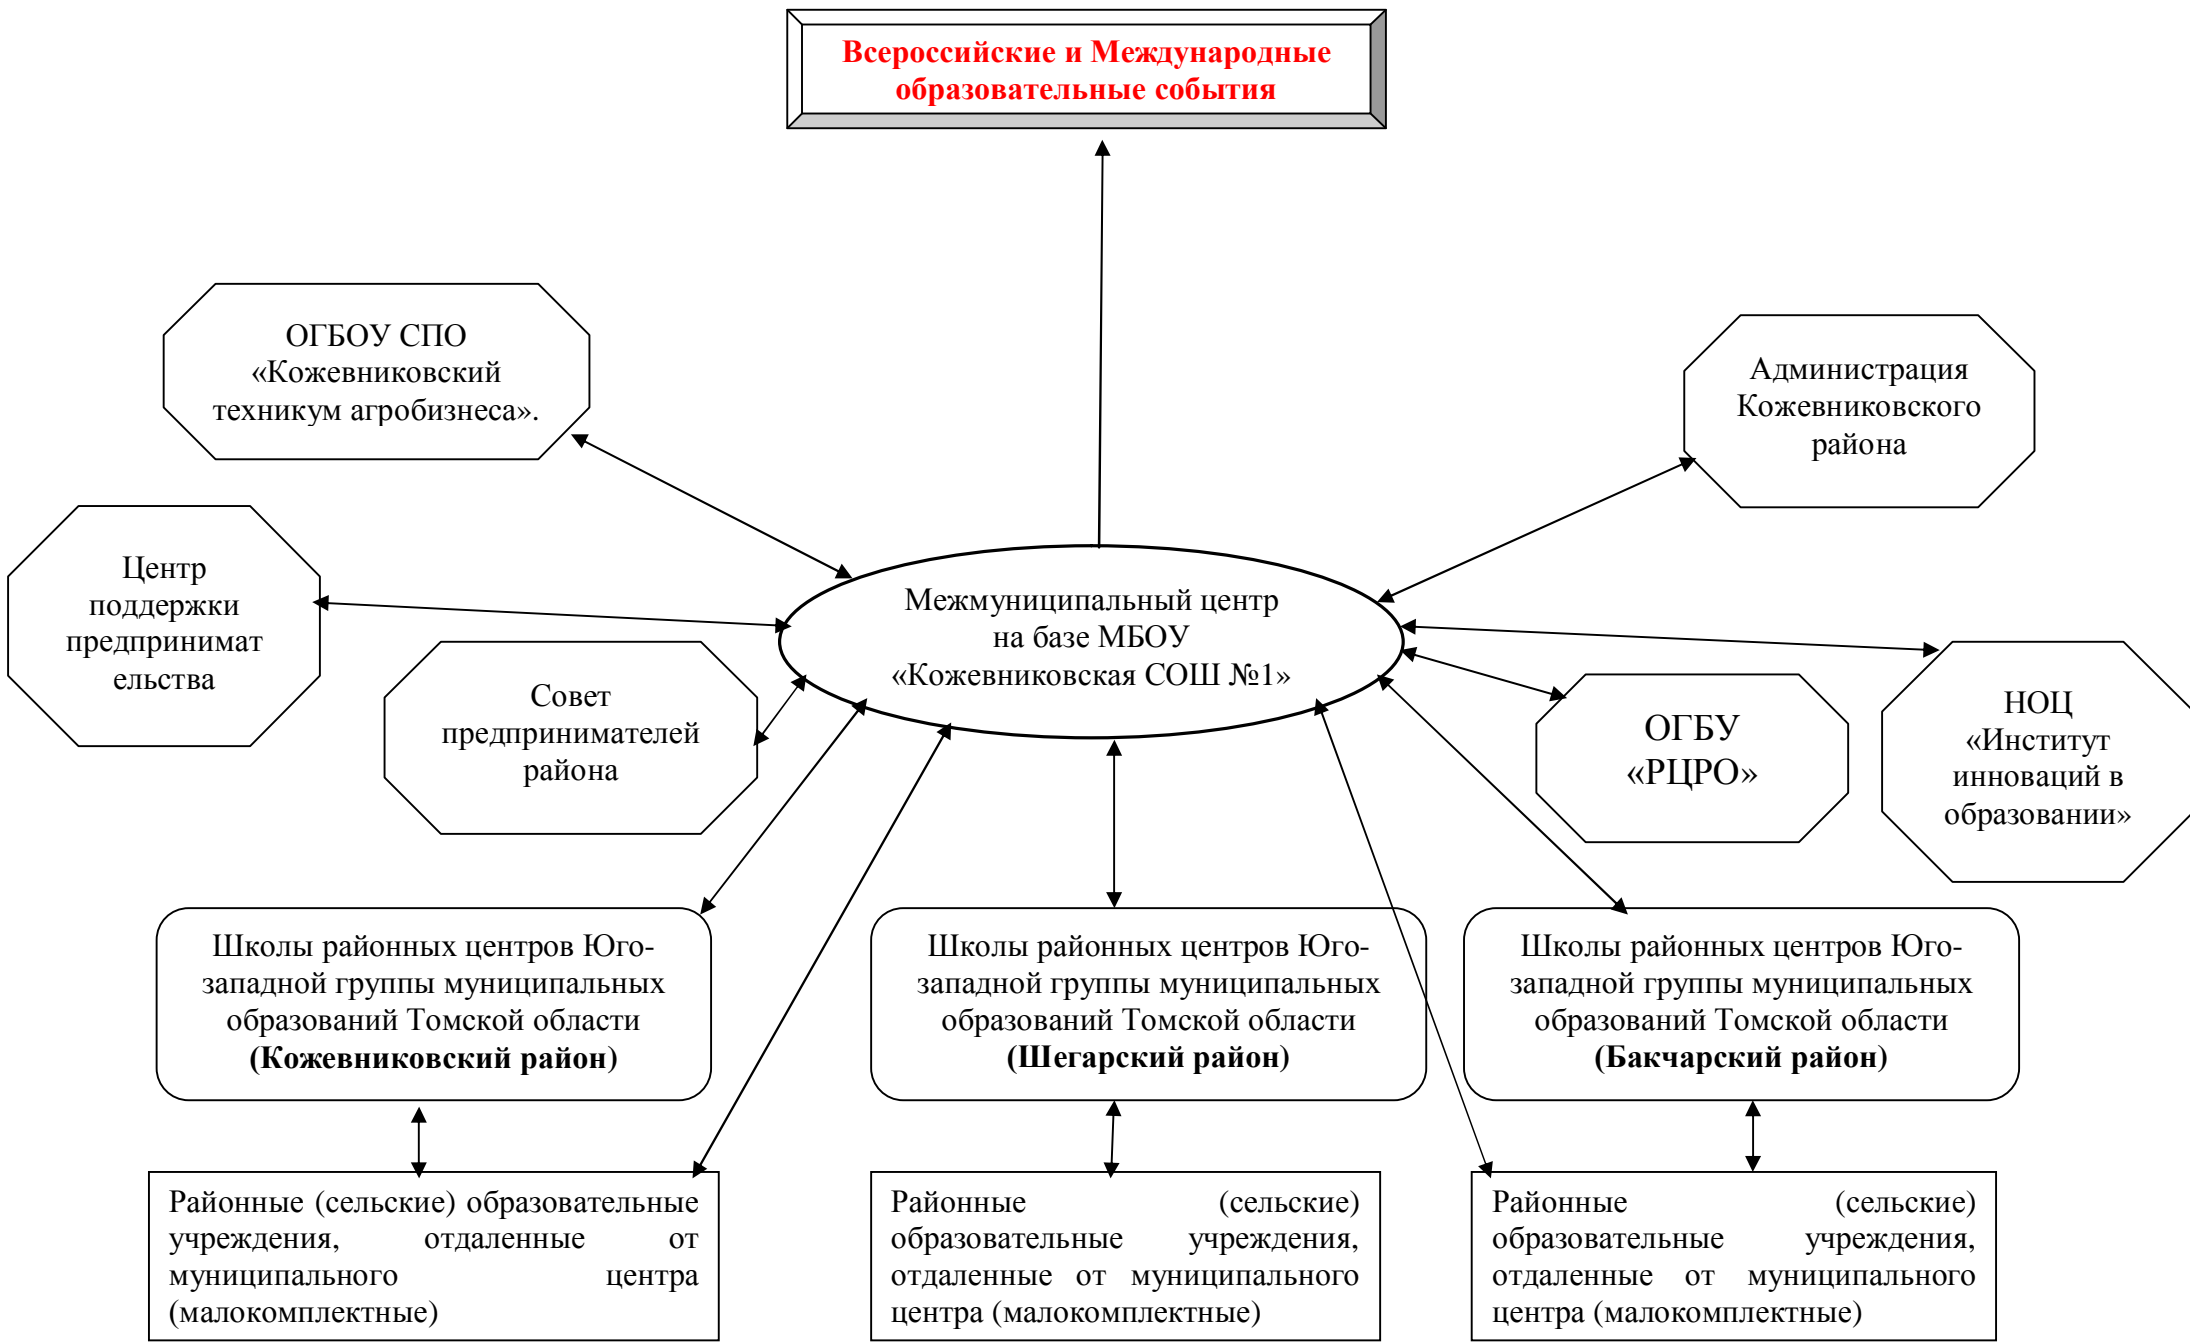 Всероссийские и Международные
образовательные события
ОГБОУ СПО
«Кожевниковский
техникум агробизнеса».
Администрация
Кожевниковского
района
Центр
поддержки
предпринимат
ельства
Межмуниципальный центр
на базе МБОУ
«Кожевниковская СОШ №1»
Совет
предпринимателей
района
ОГБУ
«РЦРО»
НОЦ
«Институт
инноваций в
образовании»
Школы районных центров Юго-
западной группы муниципальных
образований Томской области
(Кожевниковский район)
Школы районных центров Юго-
западной группы муниципальных
образований Томской области
(Шегарский район)
Школы районных центров Юго-
западной группы муниципальных
образований Томской области
(Бакчарский район)
Районные (сельские) образовательные
учреждения, отдаленные от
муниципального центра
(малокомплектные)
Районные (сельские)
образовательные учреждения,
отдаленные от муниципального
центра (малокомплектные)
Районные (сельские)
образовательные учреждения,
отдаленные от муниципального
центра (малокомплектные)